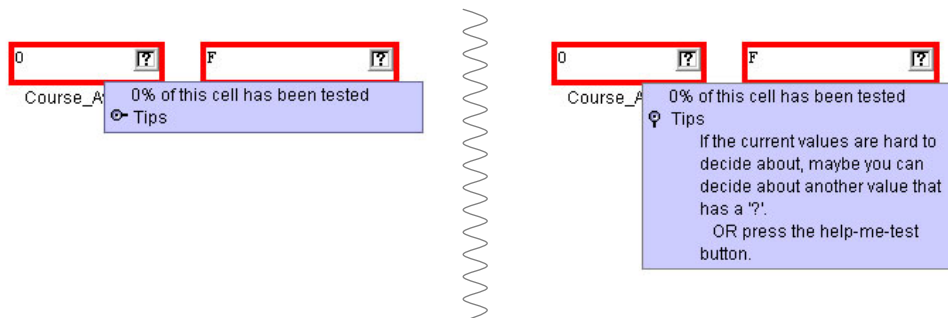 0 ? F ?
Course_A
0% of this cell has been tested
Tips
0 ? F ?
Course_A
0% of this cell has been tested
Tips
If the current values are hard to
decide about, maybe you can
decide about another value that
has a '?'.
OR press the help-me-test
button.